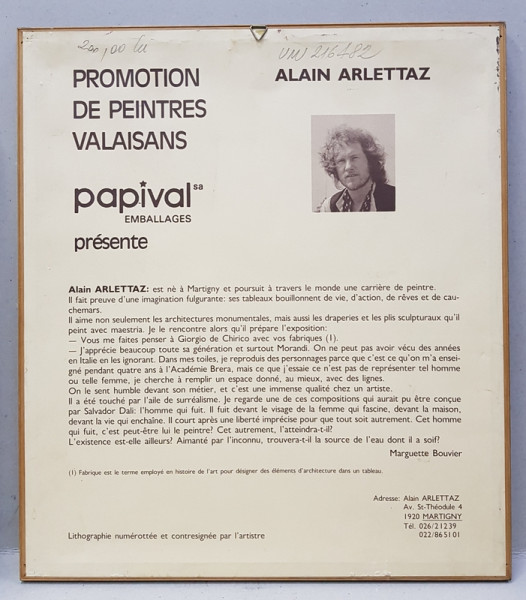 200,00 lei
UM 216482
PROMOTION
DE PEINTRES
VALAISANS
ALAIN ARLETTAZ
papival sa
EMBALLAGES
présente
Alain ARLETTAZ: est nè à Martigny et poursuit à travers le monde une carrière de peintre.
Il fait preuve d'une imagination fulgurante: ses tableaux bouillonnent de vie, d'action, de rêves et de cau-
chemars.
Il aime non seulement les architectures monumentales, mais aussi les draperies et les plis sculpturaux qu'il
peint avec maestria. Je le rencontre alors qu'il prépare l'exposition:
— Vous me faites penser à Giorgio de Chirico avec vos fabriques (1).
— J'apprécie beaucoup toute sa génération et surtout Morandi. On ne peut pas avoir vécu des années
en Italie en les ignorant. Dans mes toiles, je reproduis des personnages parce que c'est ce qu'on m'a ensei-
gné pendant quatre ans à l'Académie Brera, mais ce que j'essaie ce n'est pas de représenter tel homme
ou telle femme, je cherche à remplir un espace donné, au mieux, avec des lignes.
On le sent humble devant son métier, et c'est une immense qualité chez un artiste.
Il a été touché par l'aile du surréalisme. Je regarde une de ces compositions qui aurait pu être conçue
par Salvador Dali: l'homme qui fuit. Il fuit devant le visage de la femme qui fascine, devant la maison,
devant la vie qui enchaîne. Il court après une liberté imprécise pour que tout soit autrement. Cet homme
qui fuit, c'est peut-être lui le peintre? Cet autrement, l'atteindra-t-il?
L'existence est-elle ailleurs? Aimanté par l'inconnu, trouvera-t-il la source de l'eau dont il a soif?
Marguette Bouvier
(1) Fabrique est le terme employé en histoire de l'art pour désigner des éléments d'architecture dans un tableau.
Adresse: Alain ARLETTAZ
Av. St-Théodule 4
1920 MARTIGNY
Tél. 026/21239
022/865101
Lithographie numérottée et contresignée par l'artistre